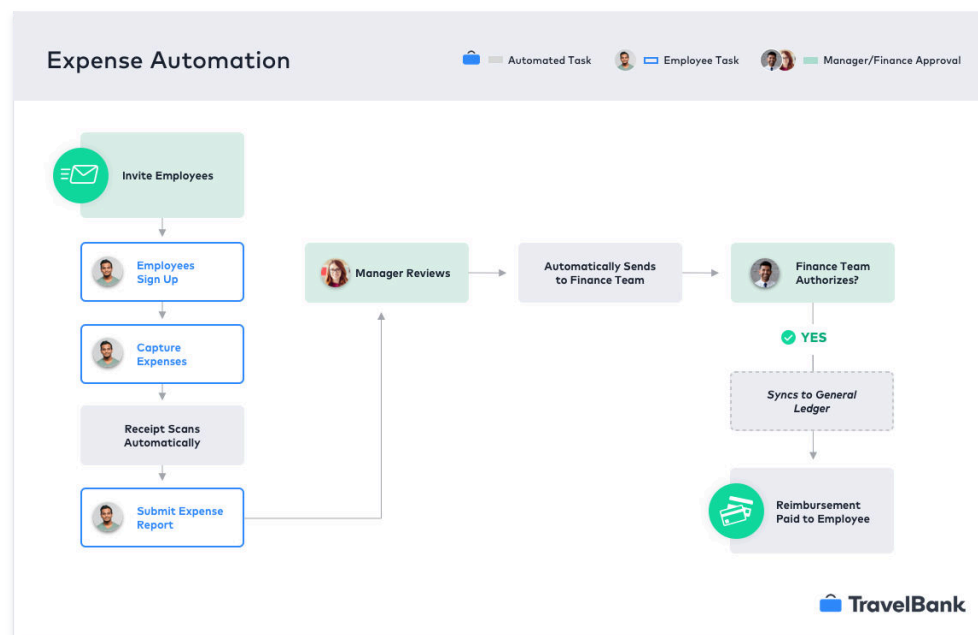 Expense Automation
Automated Task
Employee Task
Manager/Finance Approval
Invite Employees
Employees
Sign Up
Capture
Expenses
Receipt Scans
Automatically
Submit Expense
Report
Manager Reviews
Automatically Sends
to Finance Team
Finance Team
Authorizes?
YES
Syncs to General
Ledger
Reimbursement
Paid to Employee
TravelBank